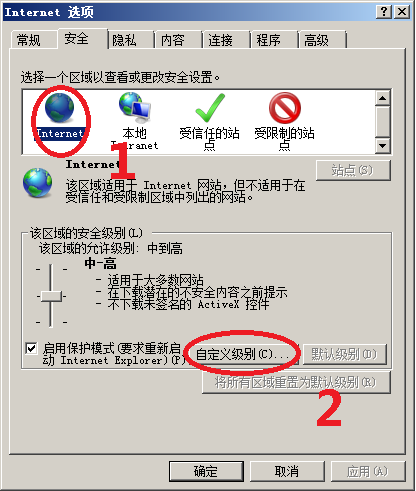 Internet 选项
常规 安全 隐私 内容 连接 程序 高级
选择一个区域以查看或更改安全设置。
Internet 本地 Intranet 受信任的站点 受限制的站点
1
Internet
站点(S)
该区域适用于 Internet 网站，但不适用于在
受信任和受限制区域中列出的网站。
该区域的安全级别(L)
该区域的允许级别: 中到高
中-高
- 适用于大多数网站
- 在下载潜在的不安全内容之前提示
- 不下载未签名的 ActiveX 控件
启用保护模式(要求重新启
动 Internet Explorer)(P)
自定义级别(C)... 默认级别(D)
将所有区域重置为默认级别(R)
2
确定 取消 应用(A)